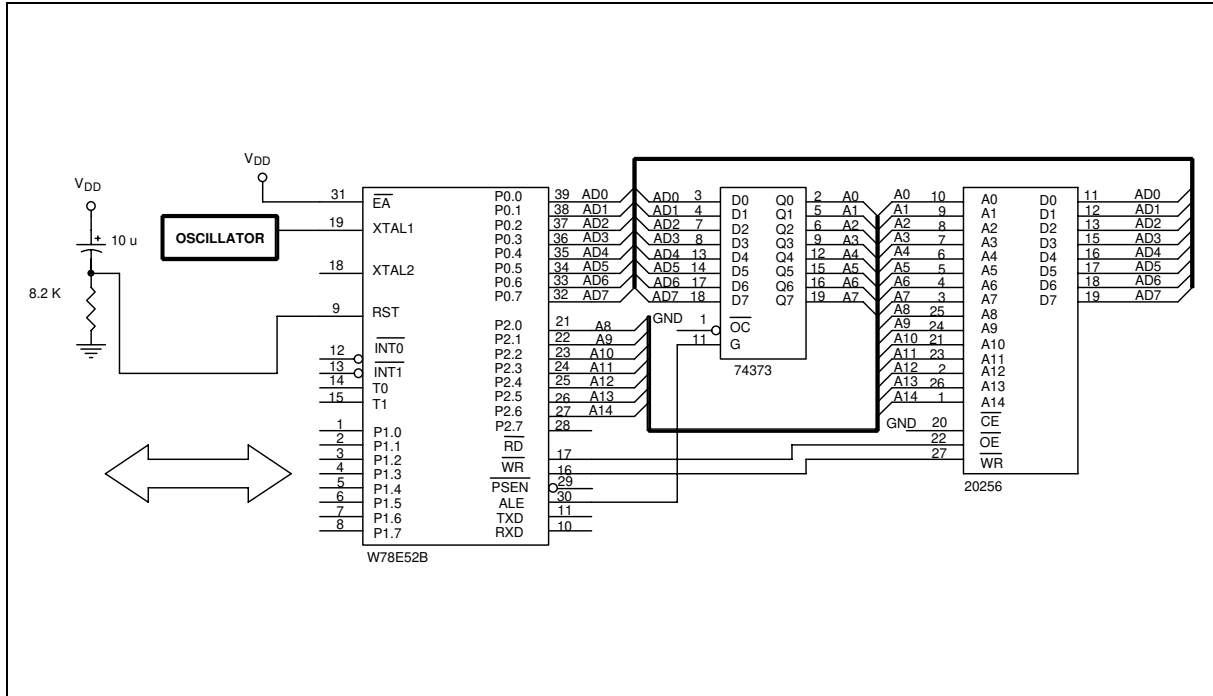 VDD
VDD
10 u
8.2 K
OSCILLATOR
31 EA
19 XTAL1
18 XTAL2
9 RST
12 INT0
13 INT1
14 T0
15 T1
1 P1.0
2 P1.1
3 P1.2
4 P1.3
5 P1.4
6 P1.5
7 P1.6
8 P1.7
P0.0 39 AD0
P0.1 38 AD1
P0.2 37 AD2
P0.3 36 AD3
P0.4 35 AD4
P0.5 34 AD5
P0.6 33 AD6
P0.7 32 AD7
P2.0 21 A8
P2.1 22 A9
P2.2 23 A10
P2.3 24 A11
P2.4 25 A12
P2.5 26 A13
P2.6 27 A14
P2.7 28
RD 17
WR 16
PSEN 29
ALE 30
TXD 11
RXD 10
W78E52B
AD0 3 D0 Q0 2 A0
AD1 4 D1 Q1 5 A1
AD2 7 D2 Q2 6 A2
AD3 8 D3 Q3 9 A3
AD4 13 D4 Q4 12 A4
AD5 14 D5 Q5 15 A5
AD6 17 D6 Q6 16 A6
AD7 18 D7 Q7 19 A7
GND 1 OC
11 G
74373
A0 10 A0 D0 11 AD0
A1 9 A1 D1 12 AD1
A2 8 A2 D2 13 AD2
A3 7 A3 D3 15 AD3
A4 6 A4 D4 16 AD4
A5 5 A5 D5 17 AD5
A6 4 A6 D6 18 AD6
A7 3 A7 D7 19 AD7
A8 25 A8
A9 24 A9
A10 21 A10
A11 23 A11
A12 2 A12
A13 26 A13
A14 1 A14
GND 20 CE
22 OE
27 WR
20256